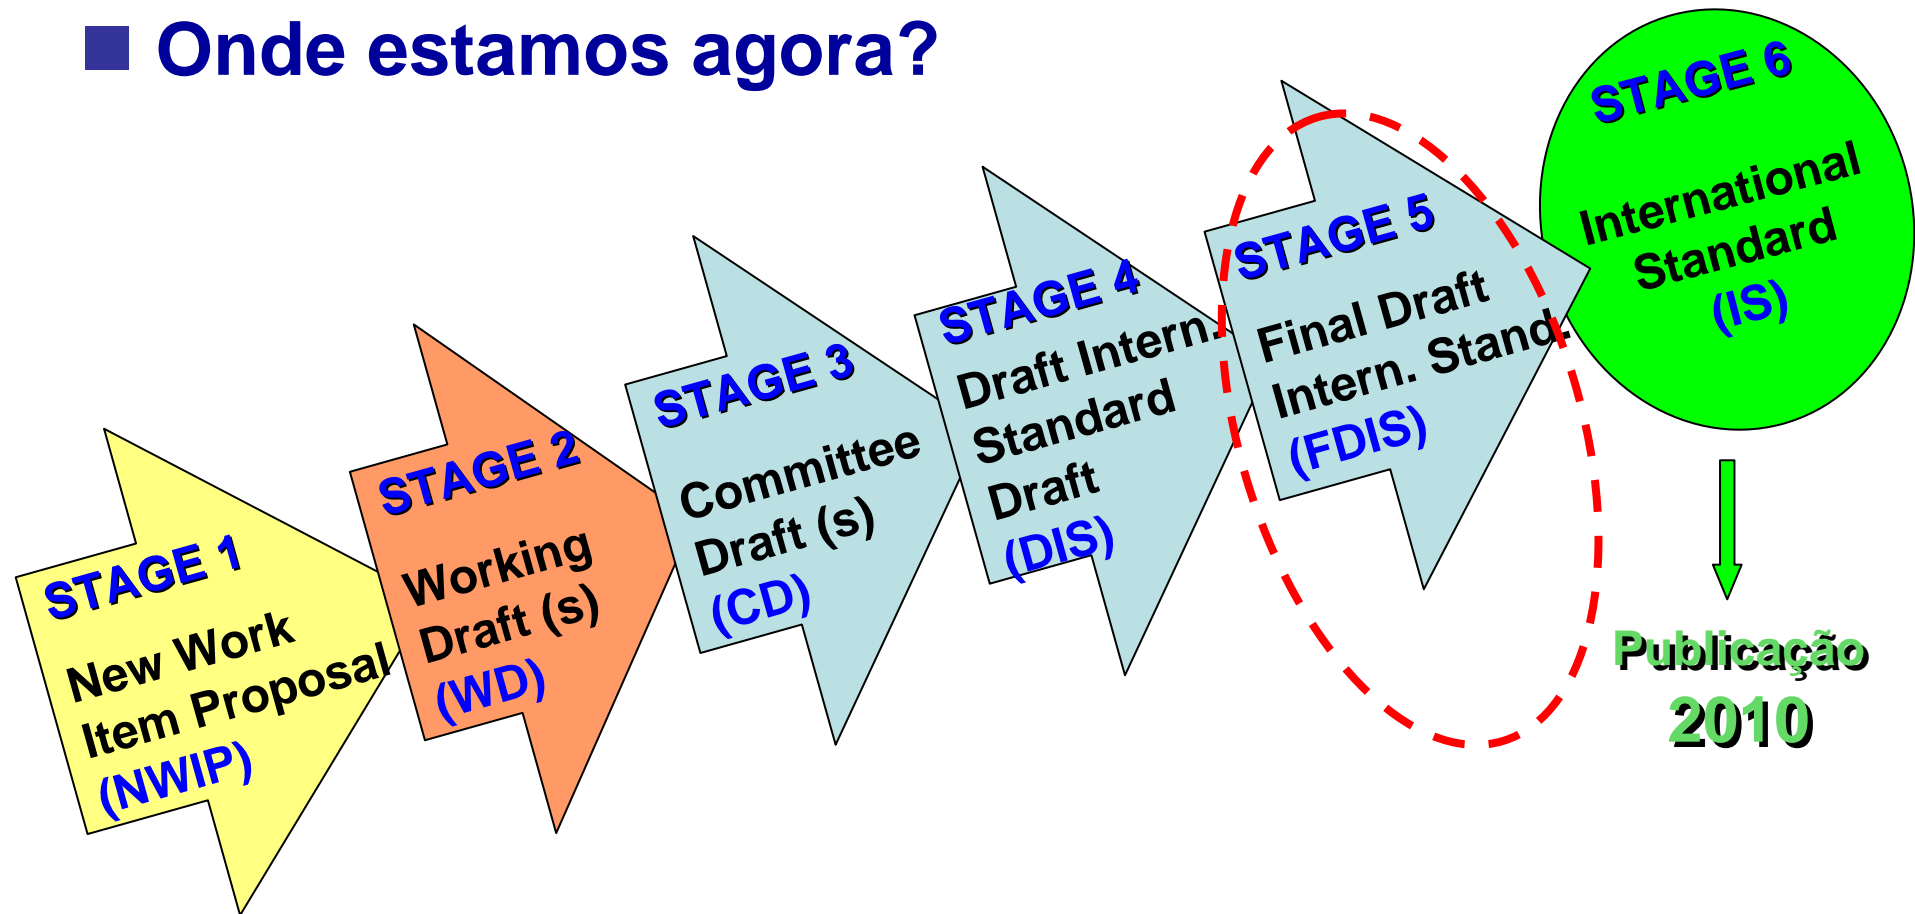 Onde estamos agora?
STAGE 1
New Work
Item Proposal
(NWIP)
STAGE 2
Working
Draft (s)
(WD)
STAGE 3
Committee
Draft (s)
(CD)
STAGE 4
Draft Intern.
Standard
Draft
(DIS)
STAGE 5
Final Draft
Intern. Stand.
(FDIS)
STAGE 6
International
Standard
(IS)
Publicação
2010